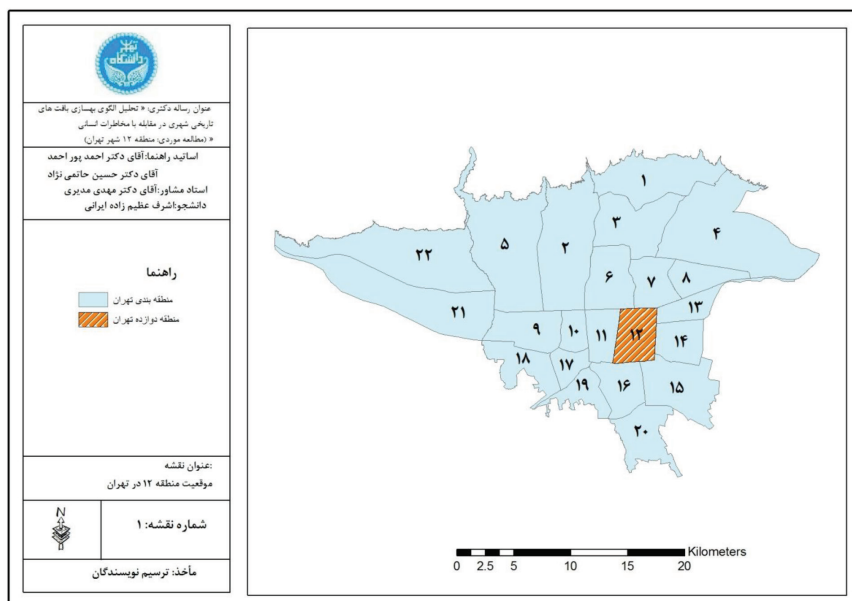 تهران
دانشگاه
عنوان رساله دکتری: « تحلیل الگوی بهسازی بافت های
تاریخی شهری در مقابله با مخاطرات انسانی
« (مطالعه موردی: منطقه ۱۲ شهر تهران)
اساتید راهنما:آقای دکتر احمد پور احمد
آقای دکتر حسین حاتمی نژاد
استاد مشاور:آقای دکتر مهدی مدیری
دانشجو:اشرف عظیم زاده ایرانی
راهنما
منطقه بندی تهران
منطقه دوازده تهران
عنوان نقشه:
موقعیت منطقه ۱۲در تهران
N
شماره نقشه: ۱
مأخذ: ترسیم نویسندگان
۱
۳
۴
۵
۲
۲۲
۶
۷
۸
۱۳
۲۱
۹
۱۰
۱۱
۱۲
۱۴
۱۸
۱۷
۱۹
۱۶
۱۵
۲۰
Kilometers
0 2.5 5 10 15 20